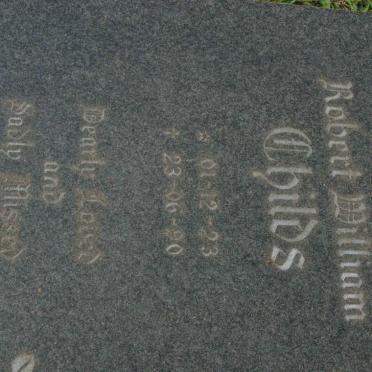 Robert William
Childs
* 01-12-23
† 23-06-90
Dearly Loved
and
Sadly Missed